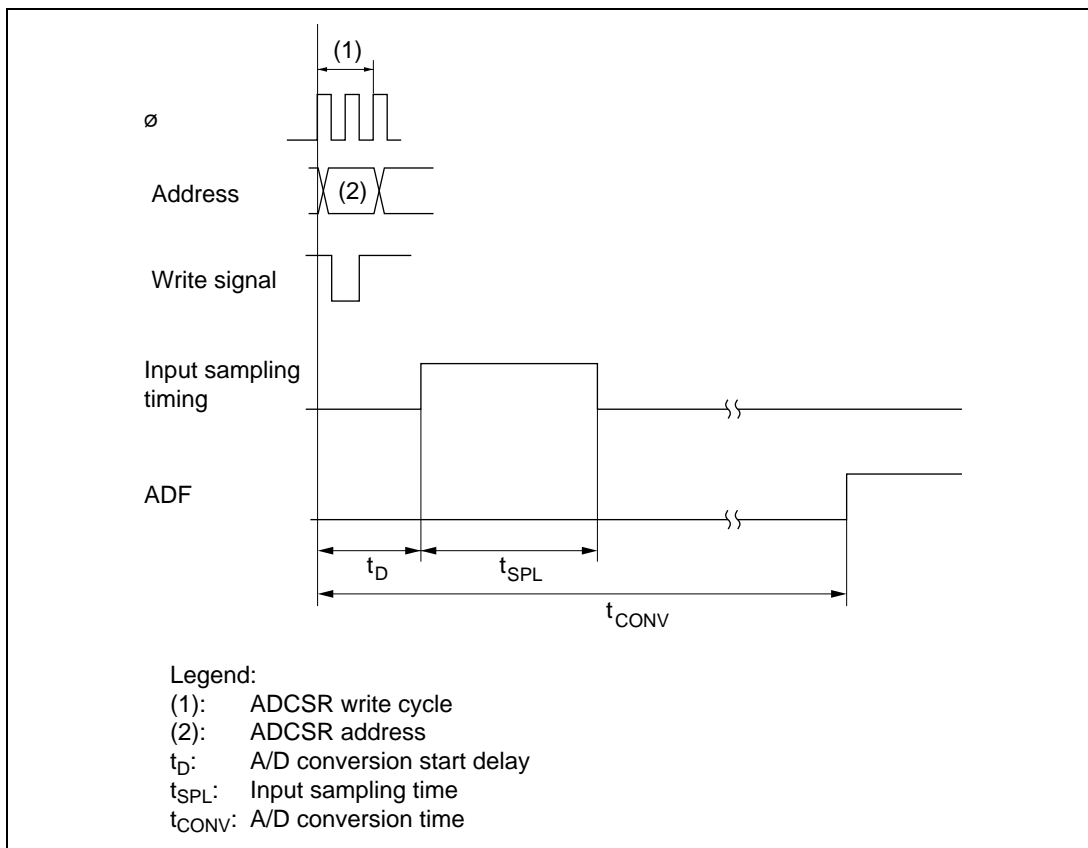 (1)
ø
Address
(2)
Write signal
Input sampling
timing
ADF
tD
tSPL
tCONV
Legend:
(1): ADCSR write cycle
(2): ADCSR address
tD: A/D conversion start delay
tSPL: Input sampling time
tCONV: A/D conversion time